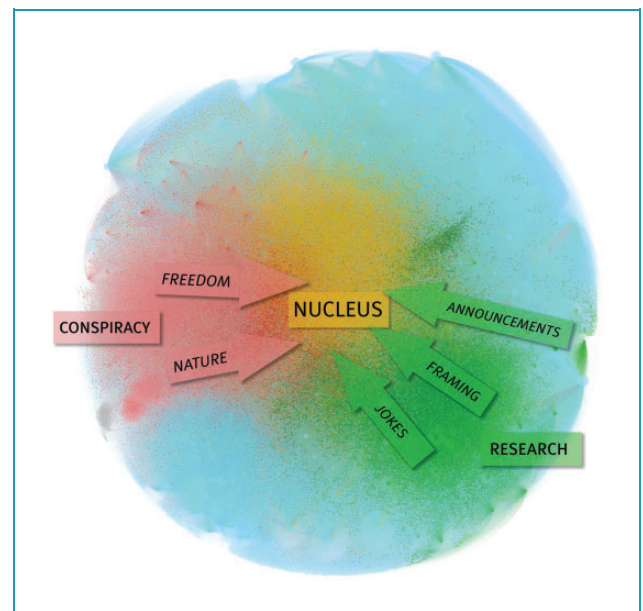 FREEDOM
NUCLEUS
ANNOUNCEMENTS
CONSPIRACY
NATURE
FRAMING
JOKES
RESEARCH